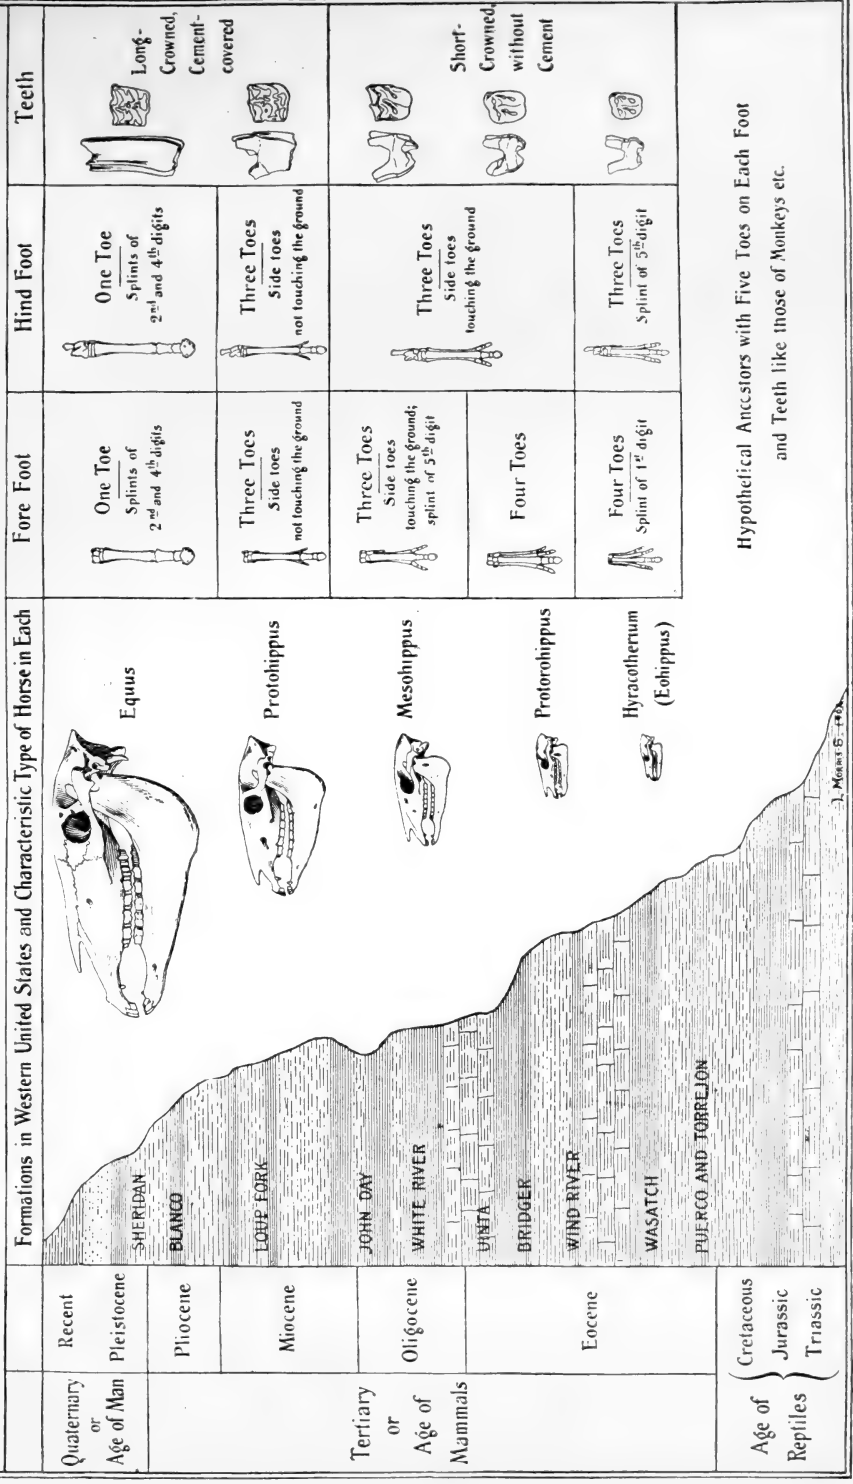 Formations in Western United States and Characteristic Type of Horse in Each
Fore Foot
Hind Foot
Teeth
Quaternary
or
Age of Man
Recent
Pleistocene
SHERIDAN
Equus
One Toe
Splints of
2nd and 4th digits
One Toe
Splints of
2nd and 4th digits
Long-
Crowned,
Cement-
covered
Tertiary
or
Age of
Mammals
Pliocene
BLANCO
Miocene
LOUP FORK
Protohippus
Three Toes
Side toes
not touching the ground
Three Toes
Side toes
not touching the ground
JOHN DAY
Oligocene
WHITE RIVER
Mesohippus
Three Toes
Side toes
touching the ground;
splint of 5th digit
Three Toes
Side toes
touching the ground
Short-
Crowned,
without
Cement
Eocene
UINTA
BRIDGER
WIND RIVER
WASATCH
PUERCO AND TORREJON
Protorohippus
Four Toes
Hyracotherium
(Eohippus)
Four Toes
Splint of 1st digit
Three Toes
Splint of 5th digit
Age of
Reptiles
Cretaceous
Jurassic
Triassic
Hypothetical Ancestors with Five Toes on Each Foot
and Teeth like those of Monkeys etc.